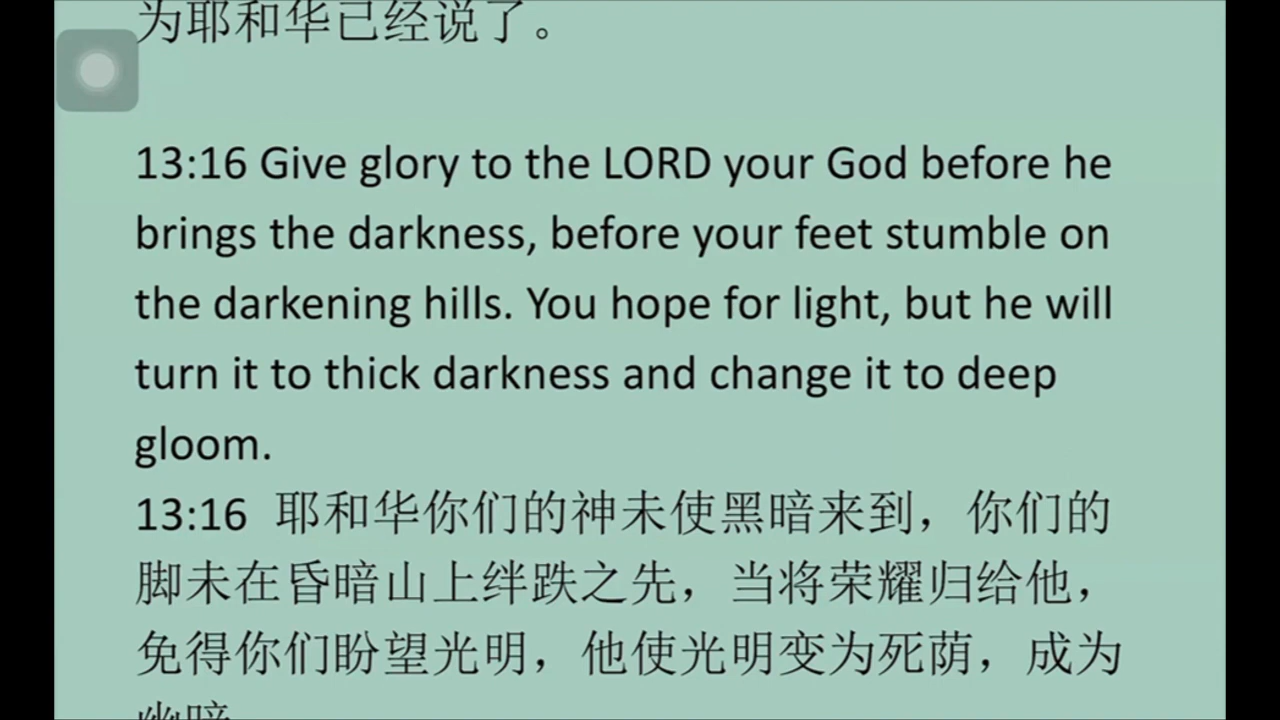 为耶和华已经说了。
13:16 Give glory to the LORD your God before he
brings the darkness, before your feet stumble on
the darkening hills. You hope for light, but he will
turn it to thick darkness and change it to deep
gloom.
13:16 耶和华你们的神未使黑暗来到，你们的
脚未在昏暗山上绊跌之先，当将荣耀归给他，
免得你们盼望光明，他使光明变为死荫，成为
幽暗